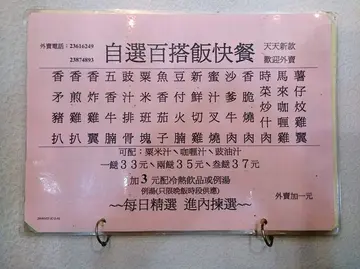 外賣電話：23616249
23874893
自選百搭飯快餐
天天新款
歡迎外賣
香茅豬扒
香煎雞扒
香炸雞翼
五香牛腩
豉汁排骨
粟米班塊
魚香茄子
豆付火腩
新鮮切雞
蜜汁叉燒
沙爹牛肉
香脆燒肉
時菜炒什肉
馬來咖喱雞
薯仔炆雞翼
可配：粟米汁、咖喱汁、豉油汁
一餸33元、兩餸35元、叁餸37元
加3元配冷熱飲品或例湯
例湯(只限晚飯時段供應)
~~每日精選 進內揀選~~
外賣加一元